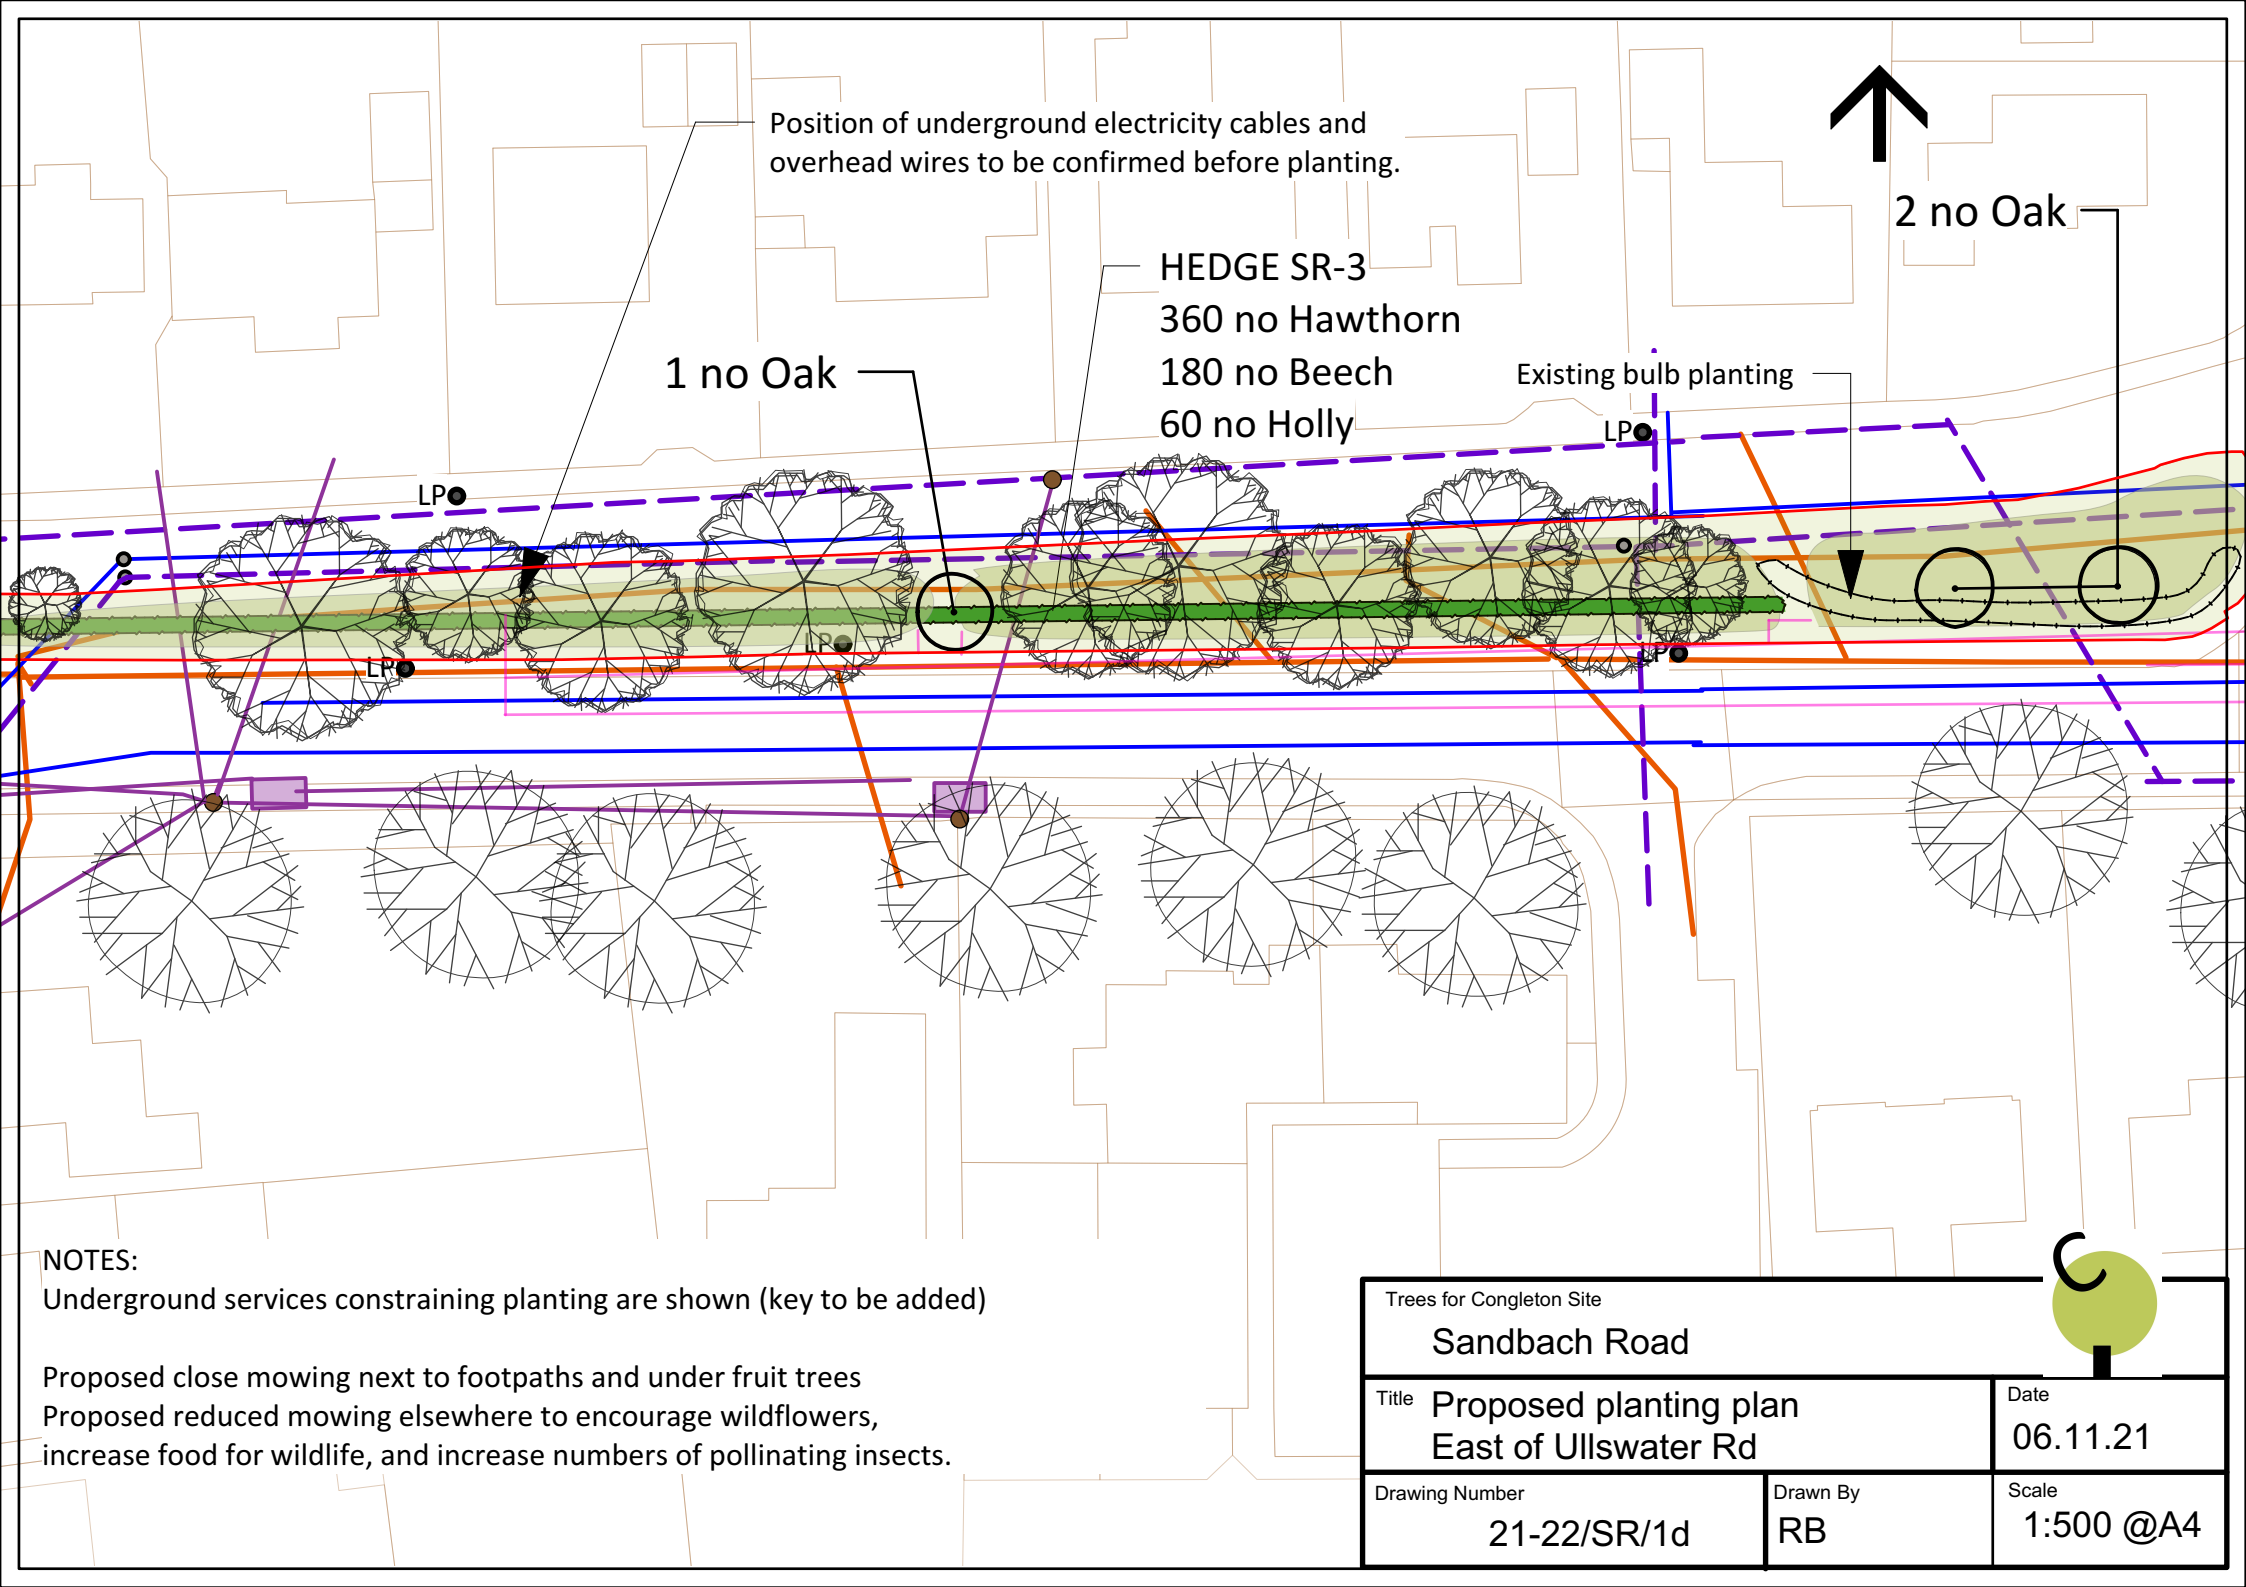 Position of underground electricity cables and
overhead wires to be confirmed before planting.
2 no Oak
HEDGE SR-3
360 no Hawthorn
180 no Beech
60 no Holly
1 no Oak
Existing bulb planting
LP
LP
LP
LP
LP
NOTES:
Underground services constraining planting are shown (key to be added)
Proposed close mowing next to footpaths and under fruit trees
Proposed reduced mowing elsewhere to encourage wildflowers,
increase food for wildlife, and increase numbers of pollinating insects.
Trees for Congleton Site
Sandbach Road
Title
Proposed planting plan
East of Ullswater Rd
Date
06.11.21
Drawing Number
21-22/SR/1d
Drawn By
RB
Scale
1:500 @A4